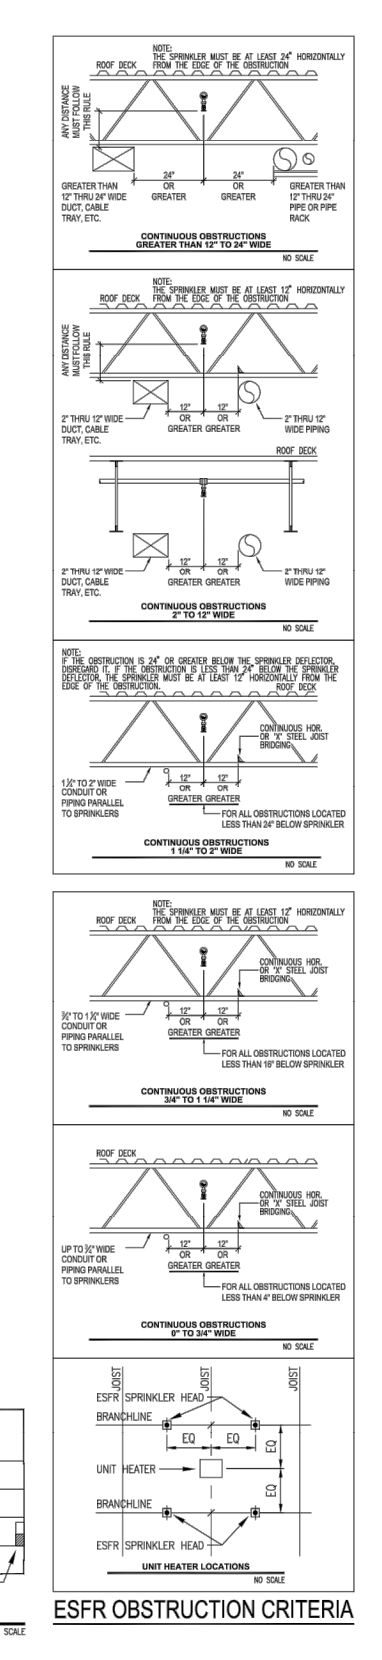 NOTE:
THE SPRINKLER MUST BE AT LEAST 24" HORIZONTALLY
FROM THE EDGE OF THE OBSTRUCTION
ROOF DECK
ANY DISTANCE
MUST FOLLOW
THIS RULE
24" 24"
OR OR
GREATER GREATER
GREATER THAN
12" THRU 24" WIDE
DUCT, CABLE
TRAY, ETC.
GREATER THAN
12" THRU 24"
PIPE OR PIPE
RACK
CONTINUOUS OBSTRUCTIONS
GREATER THAN 12" TO 24" WIDE
NO SCALE
NOTE:
THE SPRINKLER MUST BE AT LEAST 12" HORIZONTALLY
FROM THE EDGE OF THE OBSTRUCTION
ROOF DECK
ANY DISTANCE
MUST FOLLOW
THIS RULE
12" 12"
OR OR
GREATER GREATER
2" THRU 12" WIDE
DUCT, CABLE
TRAY, ETC.
2" THRU 12"
WIDE PIPING
ROOF DECK
12" 12"
OR OR
GREATER GREATER
2" THRU 12" WIDE
DUCT, CABLE
TRAY, ETC.
2" THRU 12"
WIDE PIPING
CONTINUOUS OBSTRUCTIONS
2" TO 12" WIDE
NO SCALE
NOTE:
IF THE OBSTRUCTION IS 24" OR GREATER BELOW THE SPRINKLER DEFLECTOR,
DISREGARD IT. IF THE OBSTRUCTION IS LESS THAN 24" BELOW THE SPRINKLER
DEFLECTOR, THE SPRINKLER MUST BE AT LEAST 12" HORIZONTALLY FROM THE
EDGE OF THE OBSTRUCTION.
ROOF DECK
CONTINUOUS HOR.
OR 'X' STEEL JOIST
BRIDGING
1 ¼" TO 2" WIDE
CONDUIT OR
PIPING PARALLEL
TO SPRINKLERS
12" 12"
OR OR
GREATER GREATER
FOR ALL OBSTRUCTIONS LOCATED
LESS THAN 24" BELOW SPRINKLER
CONTINUOUS OBSTRUCTIONS
1 1/4" TO 2" WIDE
NO SCALE
NOTE:
THE SPRINKLER MUST BE AT LEAST 12" HORIZONTALLY
FROM THE EDGE OF THE OBSTRUCTION
ROOF DECK
CONTINUOUS HOR.
OR 'X' STEEL JOIST
BRIDGING
¾" TO 1 ¼" WIDE
CONDUIT OR
PIPING PARALLEL
TO SPRINKLERS
12" 12"
OR OR
GREATER GREATER
FOR ALL OBSTRUCTIONS LOCATED
LESS THAN 16" BELOW SPRINKLER
CONTINUOUS OBSTRUCTIONS
3/4" TO 1 1/4" WIDE
NO SCALE
ROOF DECK
CONTINUOUS HOR.
OR 'X' STEEL JOIST
BRIDGING
UP TO ¾" WIDE
CONDUIT OR
PIPING PARALLEL
TO SPRINKLERS
12" 12"
OR OR
GREATER GREATER
FOR ALL OBSTRUCTIONS LOCATED
LESS THAN 4" BELOW SPRINKLER
CONTINUOUS OBSTRUCTIONS
0" TO 3/4" WIDE
NO SCALE
JOIST JOIST JOIST
ESFR SPRINKLER HEAD
BRANCHLINE
EQ EQ
EQ
UNIT HEATER
EQ
BRANCHLINE
ESFR SPRINKLER HEAD
UNIT HEATER LOCATIONS
NO SCALE
ESFR OBSTRUCTION CRITERIA
SCALE